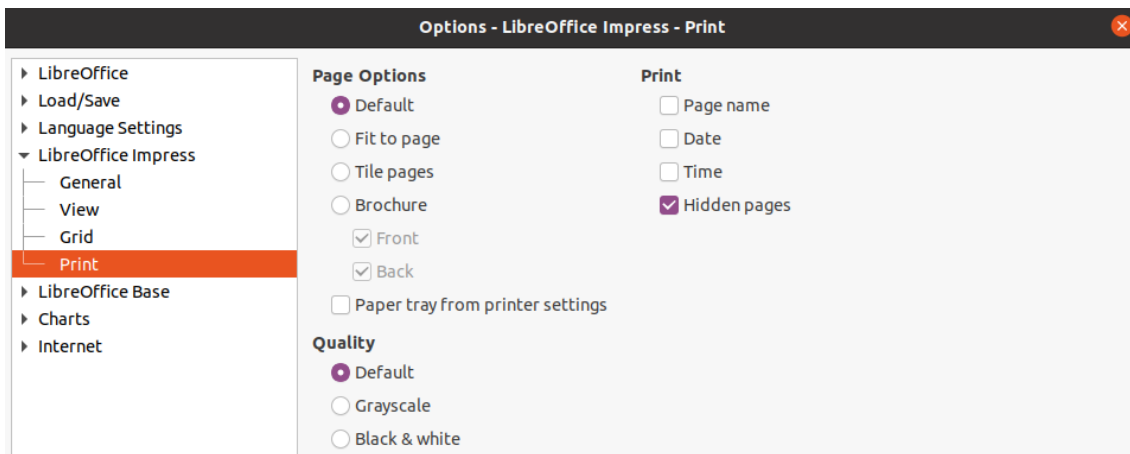 Options - LibreOffice Impress - Print
LibreOffice
Load/Save
Language Settings
LibreOffice Impress
General
View
Grid
Print
LibreOffice Base
Charts
Internet
Page Options
Default
Fit to page
Tile pages
Brochure
Front
Back
Paper tray from printer settings
Quality
Default
Grayscale
Black & white
Print
Page name
Date
Time
Hidden pages